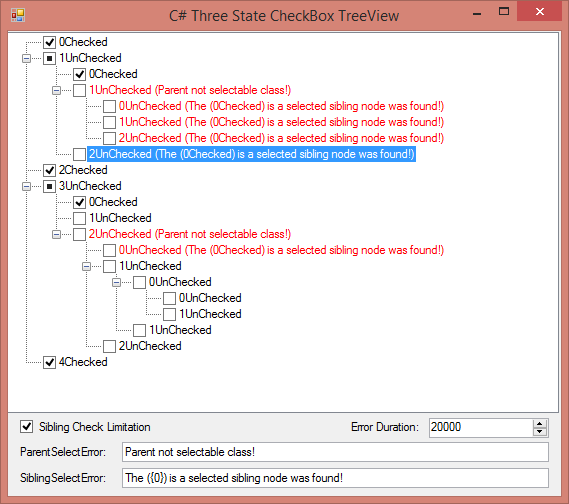 C# Three State CheckBox TreeView
0Checked
1UnChecked
0Checked
1UnChecked (Parent not selectable class!)
0UnChecked (The (0Checked) is a selected sibling node was found!)
1UnChecked (The (0Checked) is a selected sibling node was found!)
2UnChecked (The (0Checked) is a selected sibling node was found!)
2UnChecked (The (0Checked) is a selected sibling node was found!)
2Checked
3UnChecked
0Checked
1UnChecked
2UnChecked (Parent not selectable class!)
0UnChecked (The (0Checked) is a selected sibling node was found!)
1UnChecked
0UnChecked
0UnChecked
1UnChecked
1UnChecked
2UnChecked
4Checked
Sibling Check Limitation Error Duration: 20000
ParentSelectError: Parent not selectable class!
SiblingSelectError: The ({0}) is a selected sibling node was found!